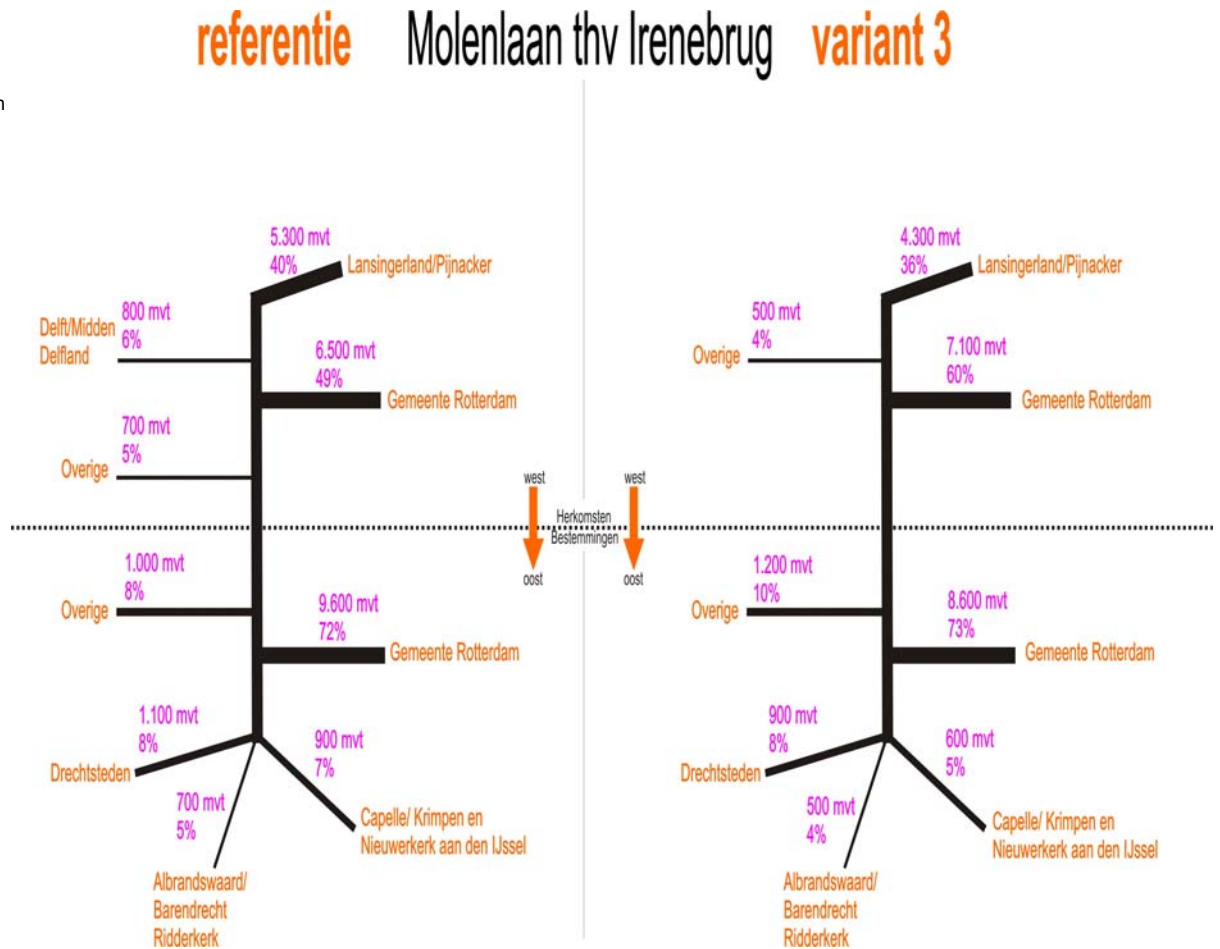 referentie Molenlaan thv Irenebrug variant 3
n
5.300 mvt
40%
Lansingerland/Pijnacker
800 mvt
6%
Delft/Midden
Delfland
6.500 mvt
49%
Gemeente Rotterdam
700 mvt
5%
Overige
1.000 mvt
8%
Overige
9.600 mvt
72%
Gemeente Rotterdam
1.100 mvt
8%
Drechtsteden
900 mvt
7%
Capelle/ Krimpen en
Nieuwerkerk aan den IJssel
700 mvt
5%
Albrandswaard/
Barendrecht
Ridderkerk
west
west
Herkomsten
Bestemmingen
oost
oost
4.300 mvt
36%
Lansingerland/Pijnacker
500 mvt
4%
Overige
7.100 mvt
60%
Gemeente Rotterdam
1.200 mvt
10%
Overige
8.600 mvt
73%
Gemeente Rotterdam
900 mvt
8%
Drechtsteden
600 mvt
5%
Capelle/ Krimpen en
Nieuwerkerk aan den IJssel
500 mvt
4%
Albrandswaard/
Barendrecht
Ridderkerk